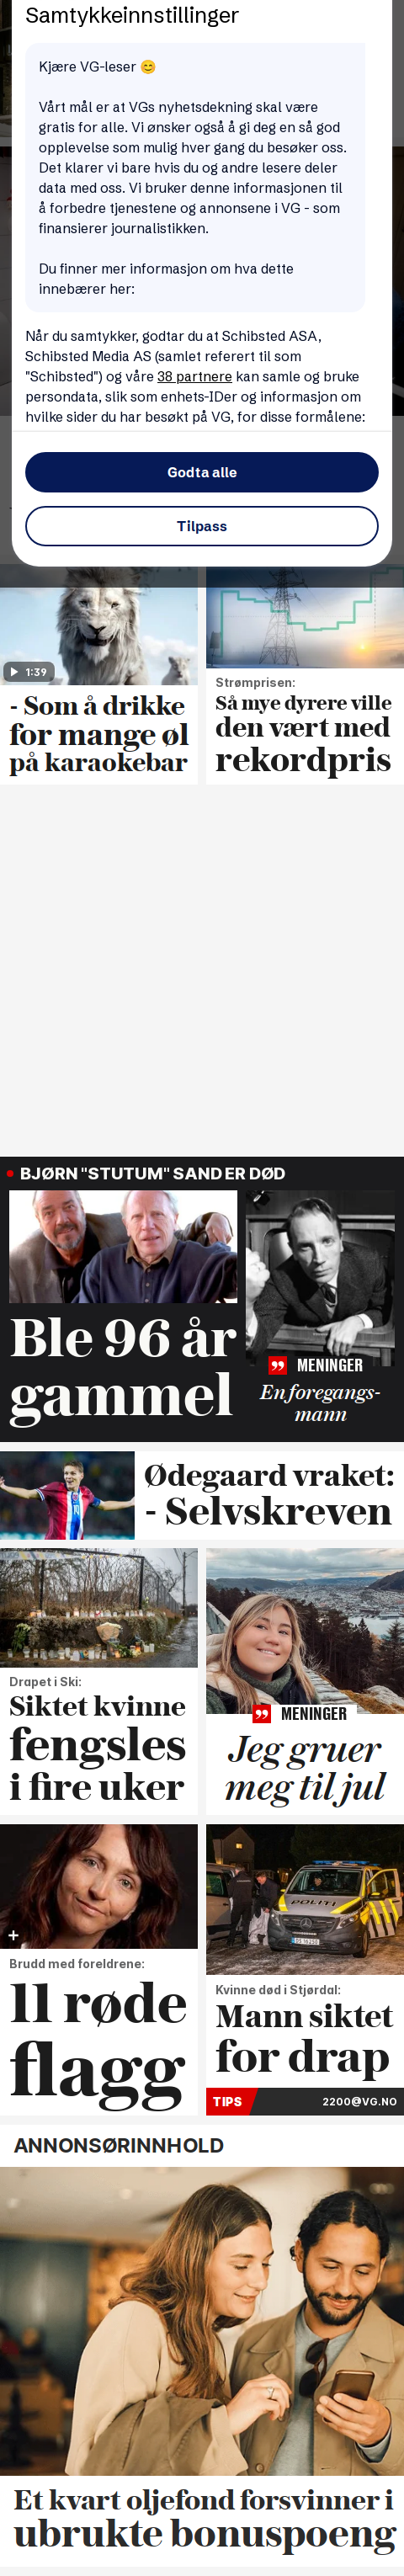 Samtykkeinnstillinger
Kjære VG-leser 😊
Vårt mål er at VGs nyhetsdekning skal være
gratis for alle. Vi ønsker også å gi deg en så god
opplevelse som mulig hver gang du besøker oss.
Det klarer vi bare hvis du og andre lesere deler
data med oss. Vi bruker denne informasjonen til
å forbedre tjenestene og annonsene i VG - som
finansierer journalistikken.
Du finner mer informasjon om hva dette
innebærer her:
Når du samtykker, godtar du at Schibsted ASA,
Schibsted Media AS (samlet referert til som
"Schibsted") og våre 38 partnere kan samle og bruke
persondata, slik som enhets-IDer og informasjon om
hvilke sider du har besøkt på VG, for disse formålene:
Godta alle
Tilpass
1:39
- Som å drikke
for mange øl
på karaokebar
Strømprisen:
Så mye dyrere ville
den vært med
rekordpris
BJØRN "STUTUM" SAND ER DØD
Ble 96 år
gammel
MENINGER
En foregangs-
mann
Ødegaard vraket:
- Selvskreven
Drapet i Ski:
Siktet kvinne
fengsles
i fire uker
MENINGER
Jeg gruer
meg til jul
Brudd med foreldrene:
11 røde
flagg
POLITI
Kvinne død i Stjørdal:
Mann siktet
for drap
TIPS 2200@VG.NO
ANNONSØRINNHOLD
Et kvart oljefond forsvinner i
ubrukte bonuspoeng